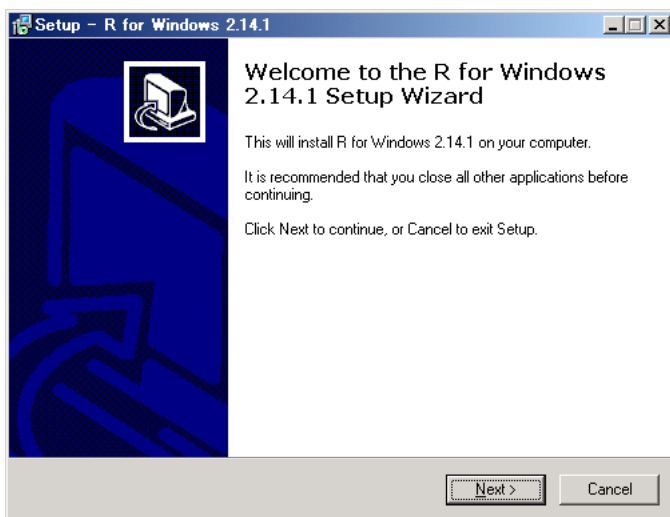 Setup - R for Windows 2.14.1
Welcome to the R for Windows
2.14.1 Setup Wizard
This will install R for Windows 2.14.1 on your computer.
It is recommended that you close all other applications before
continuing.
Click Next to continue, or Cancel to exit Setup.
Next >
Cancel